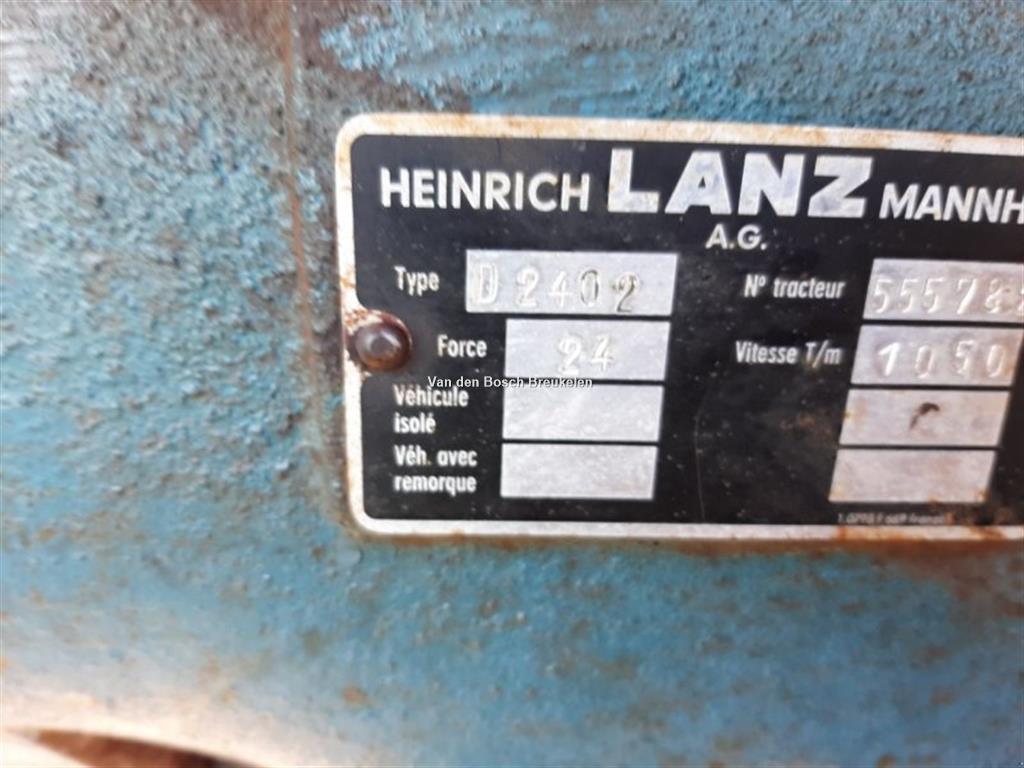 HEINRICH LANZ MANNH
A.G.
Type D 2402 N° tracteur
Force 24 Vitesse T/m 1050
Van den Bosch Breukelen
Véhicule
isolé
Véh. avec
remorque